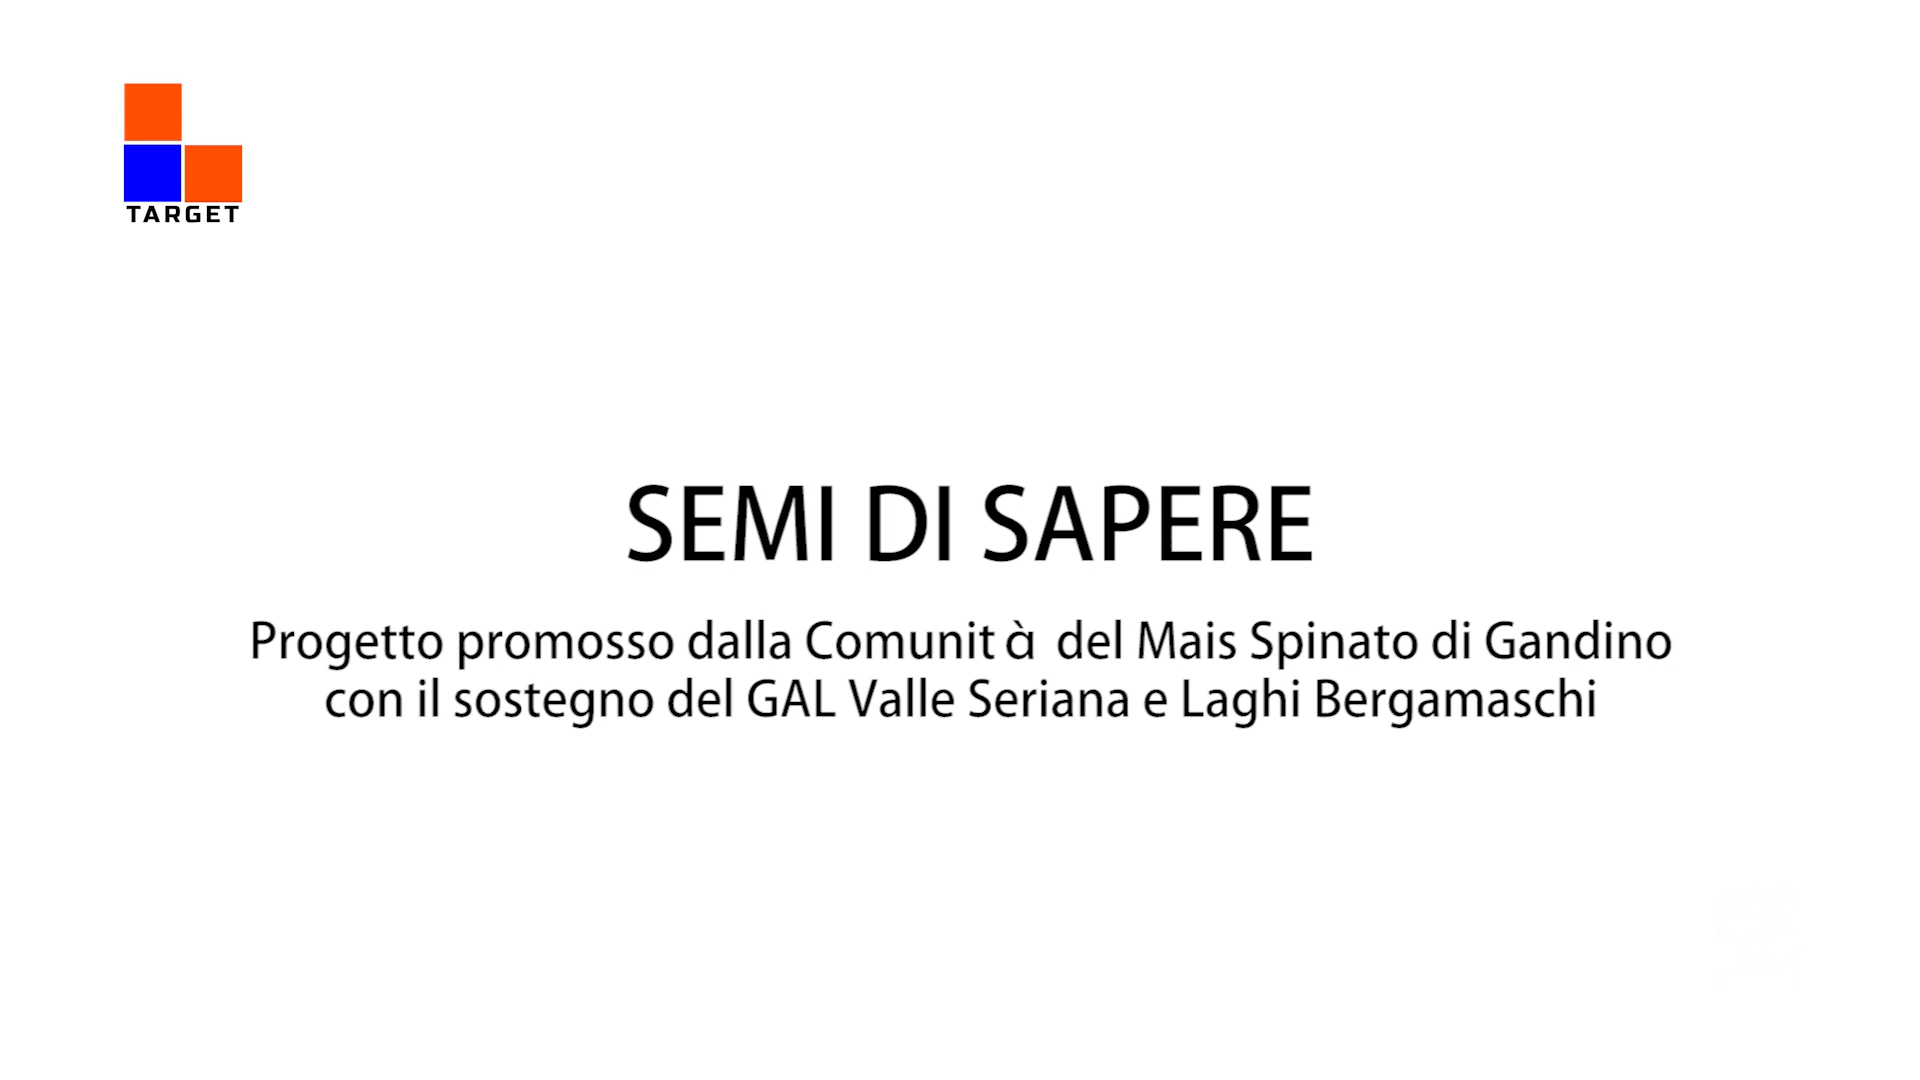 TARGET
SEMI DI SAPERE
Progetto promosso dalla Comunità del Mais Spinato di Gandino
con il sostegno del GAL Valle Seriana e Laghi Bergamaschi